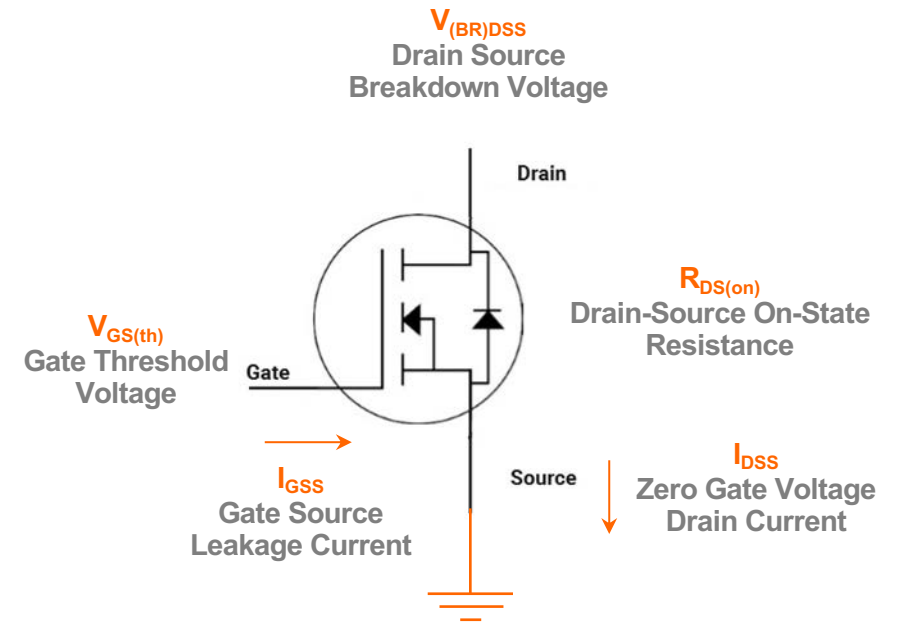 V(BR)DSS
Drain Source
Breakdown Voltage
Drain
RDS(on)
Drain-Source On-State
Resistance
VGS(th)
Gate Threshold
Voltage
Gate
IGSS
Gate Source
Leakage Current
Source
IDSS
Zero Gate Voltage
Drain Current